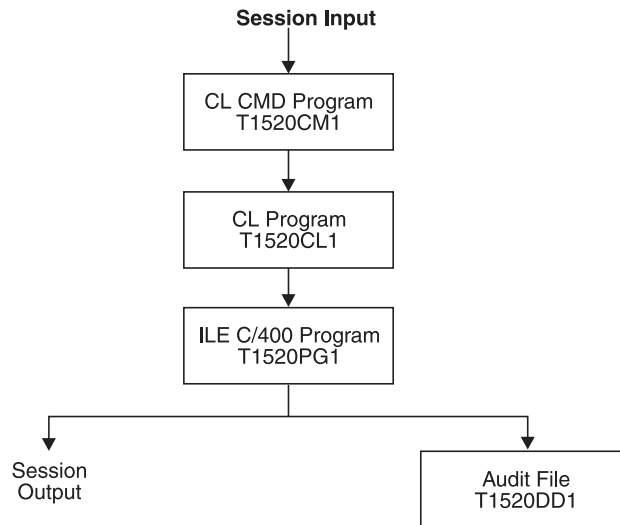 Session Input
CL CMD Program
T1520CM1
CL Program
T1520CL1
ILE C/400 Program
T1520PG1
Session
Output
Audit File
T1520DD1